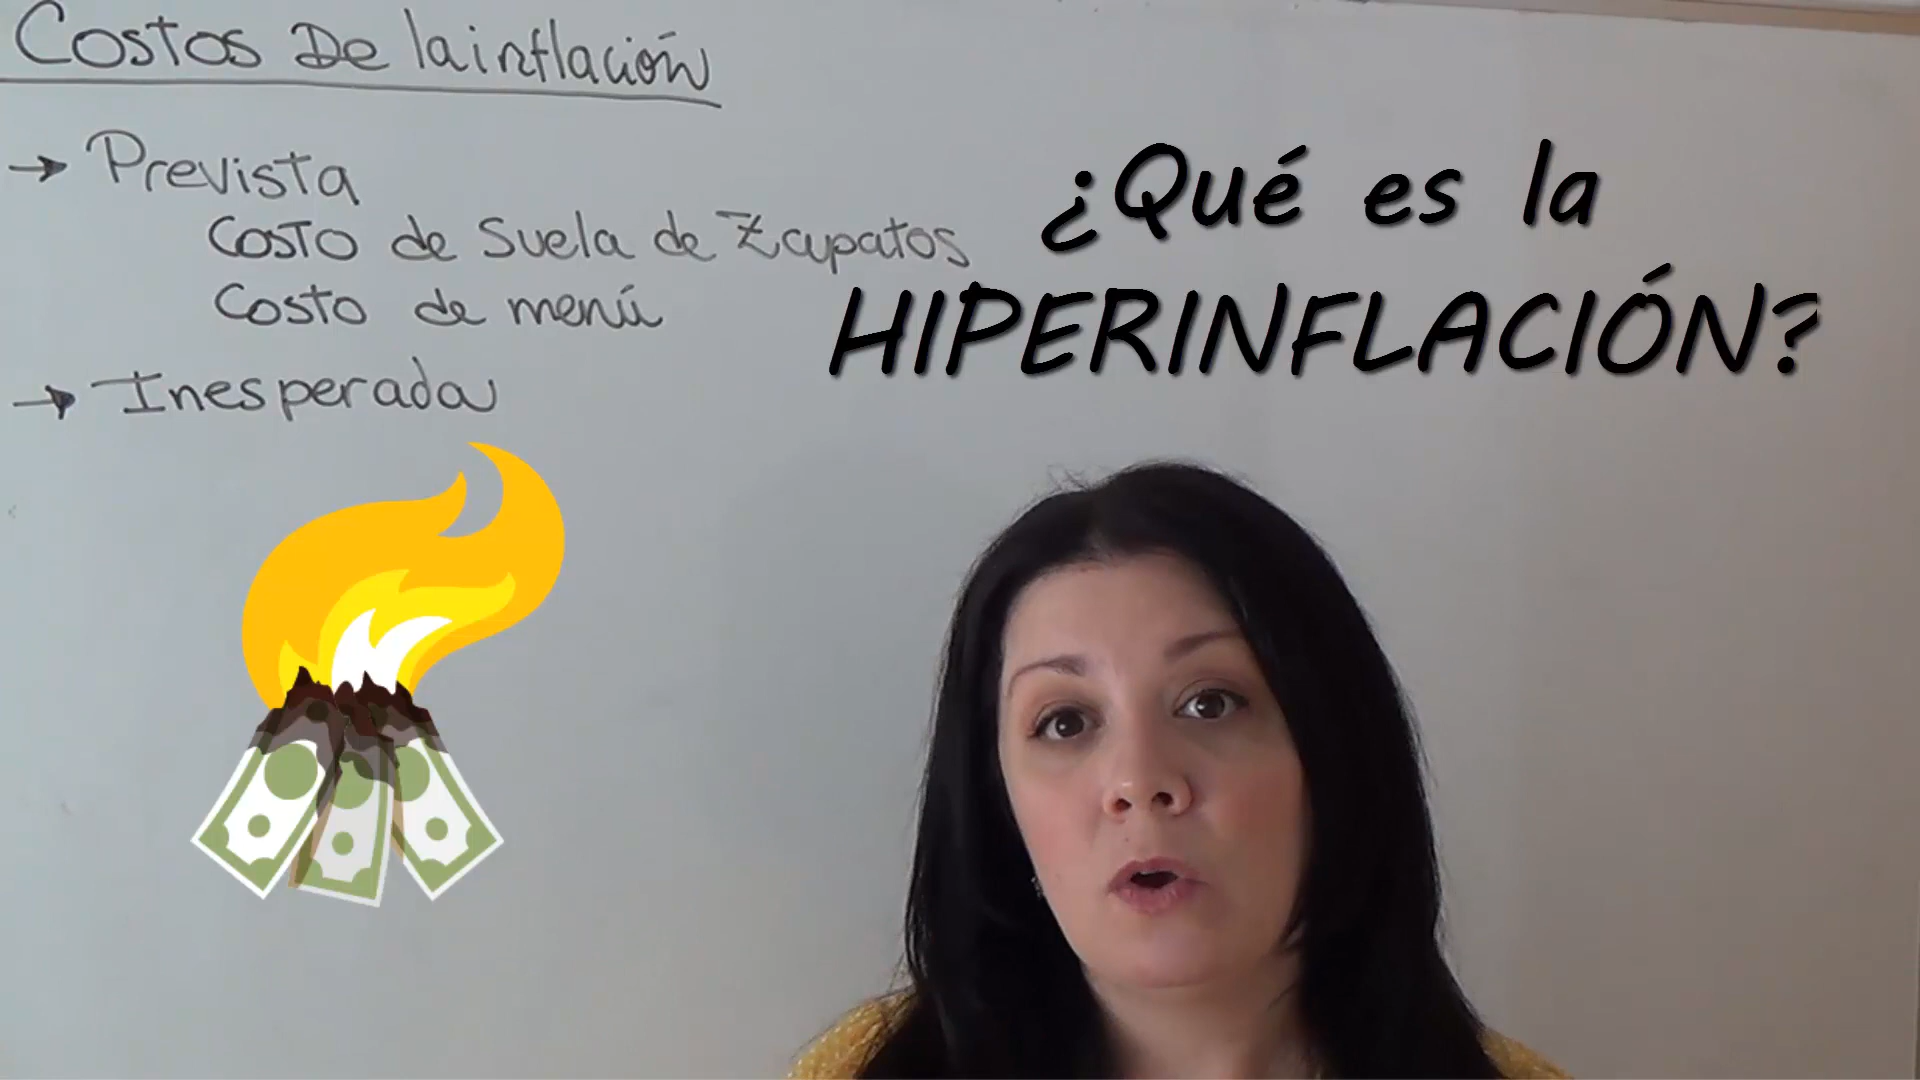 Costos De la inflación
→ Prevista
Costo de Suela de Zapatos
Costo de menú
→ Inesperada
¿Qué es la
HIPERINFLACIÓN?